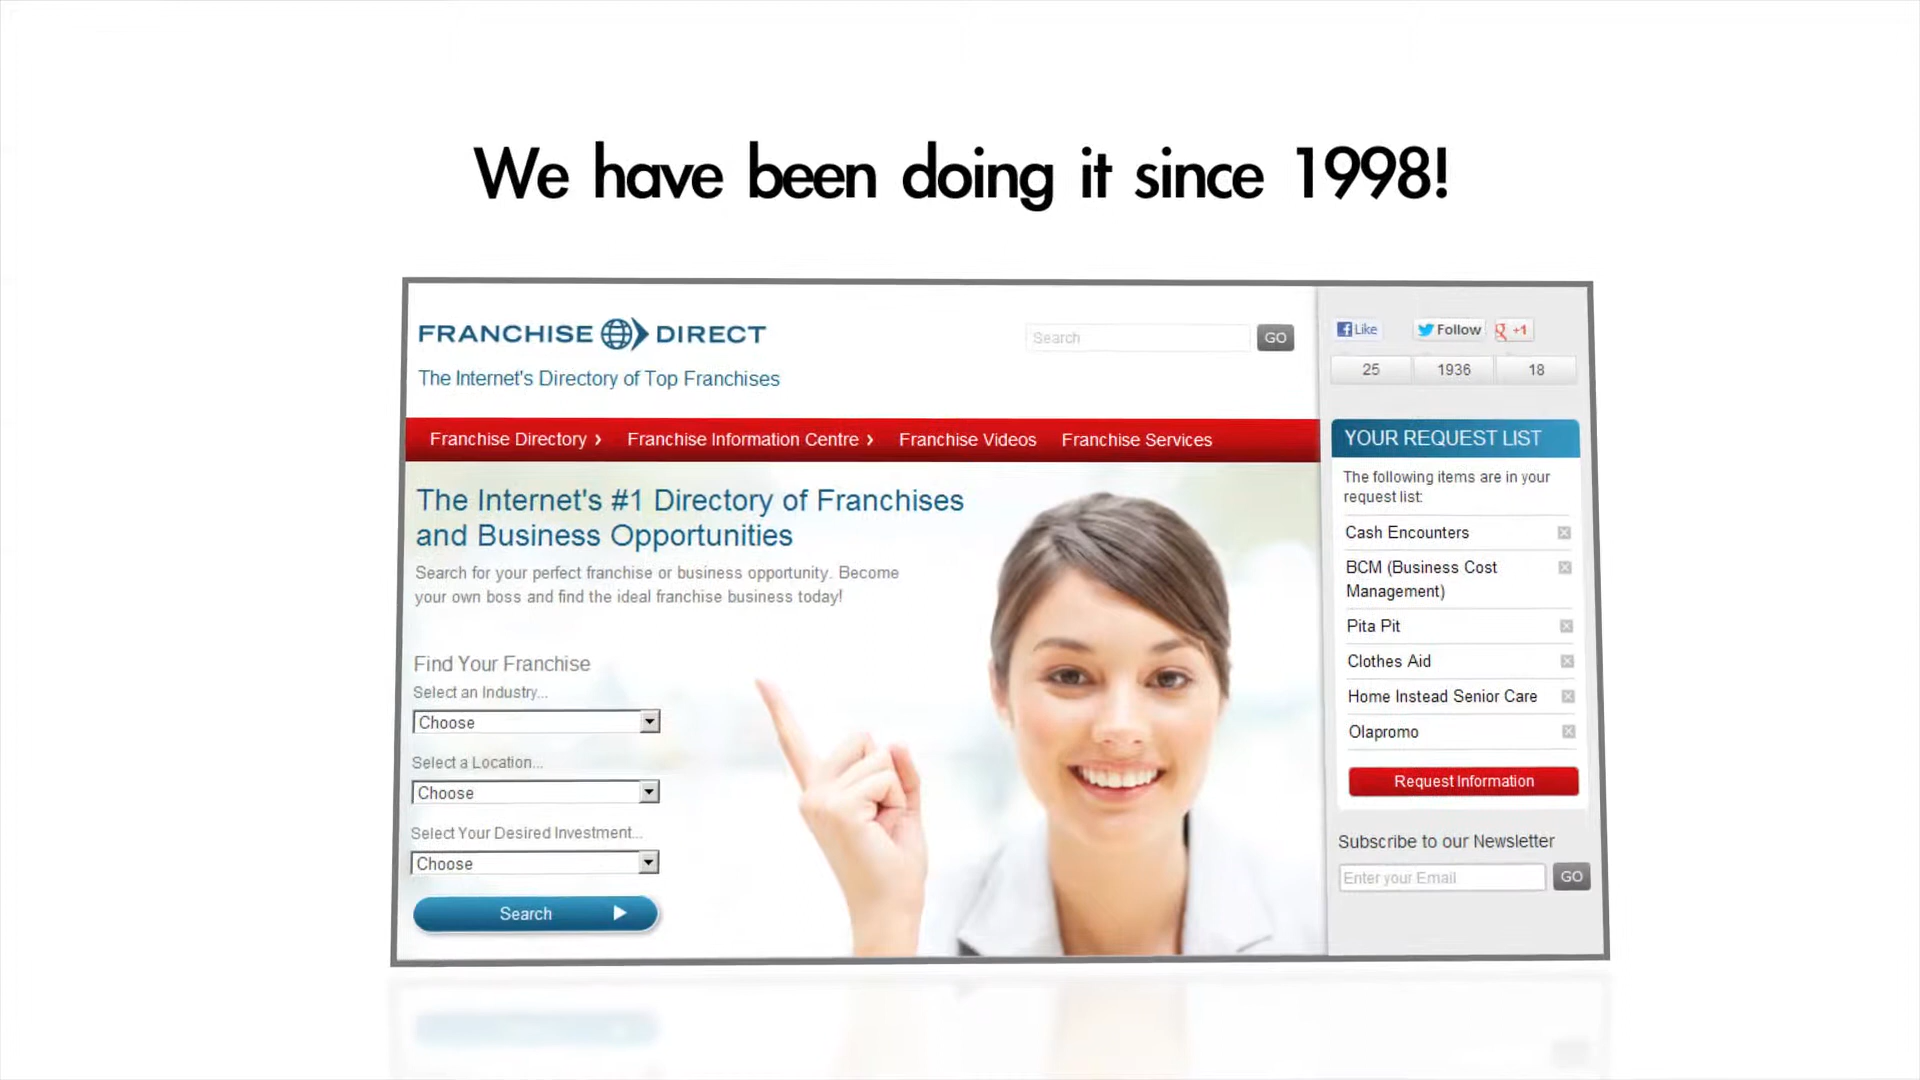 We have been doing it since 1998!
FRANCHISE DIRECT
The Internet's Directory of Top Franchises
Search
GO
Like
Follow
+1
25
1936
18
Franchise Directory ›
Franchise Information Centre ›
Franchise Videos
Franchise Services
The Internet's #1 Directory of Franchises
and Business Opportunities
Search for your perfect franchise or business opportunity. Become
your own boss and find the ideal franchise business today!
Find Your Franchise
Select an Industry...
Choose
Select a Location...
Choose
Select Your Desired Investment...
Choose
Search
YOUR REQUEST LIST
The following items are in your
request list:
Cash Encounters
BCM (Business Cost
Management)
Pita Pit
Clothes Aid
Home Instead Senior Care
Olapromo
Request Information
Subscribe to our Newsletter
Enter your Email
GO